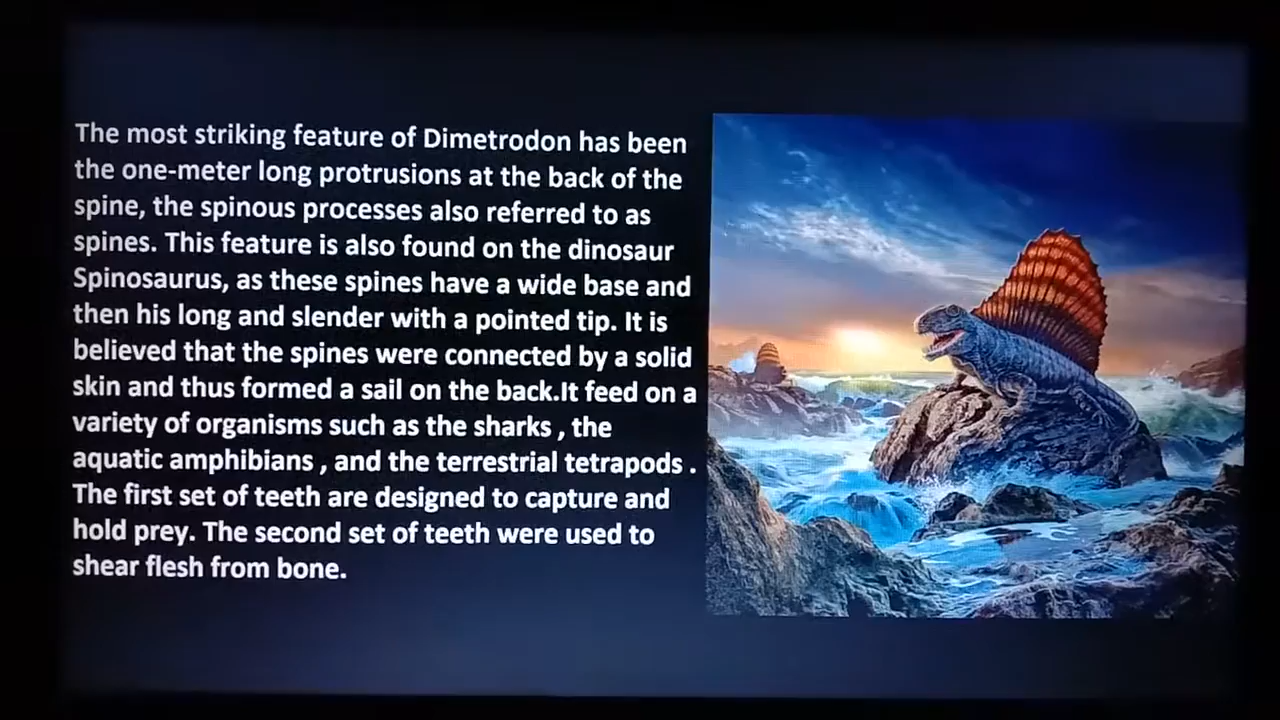 The most striking feature of Dimetrodon has been
the one-meter long protrusions at the back of the
spine, the spinous processes also referred to as
spines. This feature is also found on the dinosaur
Spinosaurus, as these spines have a wide base and
then his long and slender with a pointed tip. It is
believed that the spines were connected by a solid
skin and thus formed a sail on the back.It feed on a
variety of organisms such as the sharks , the
aquatic amphibians , and the terrestrial tetrapods .
The first set of teeth are designed to capture and
hold prey. The second set of teeth were used to
shear flesh from bone.